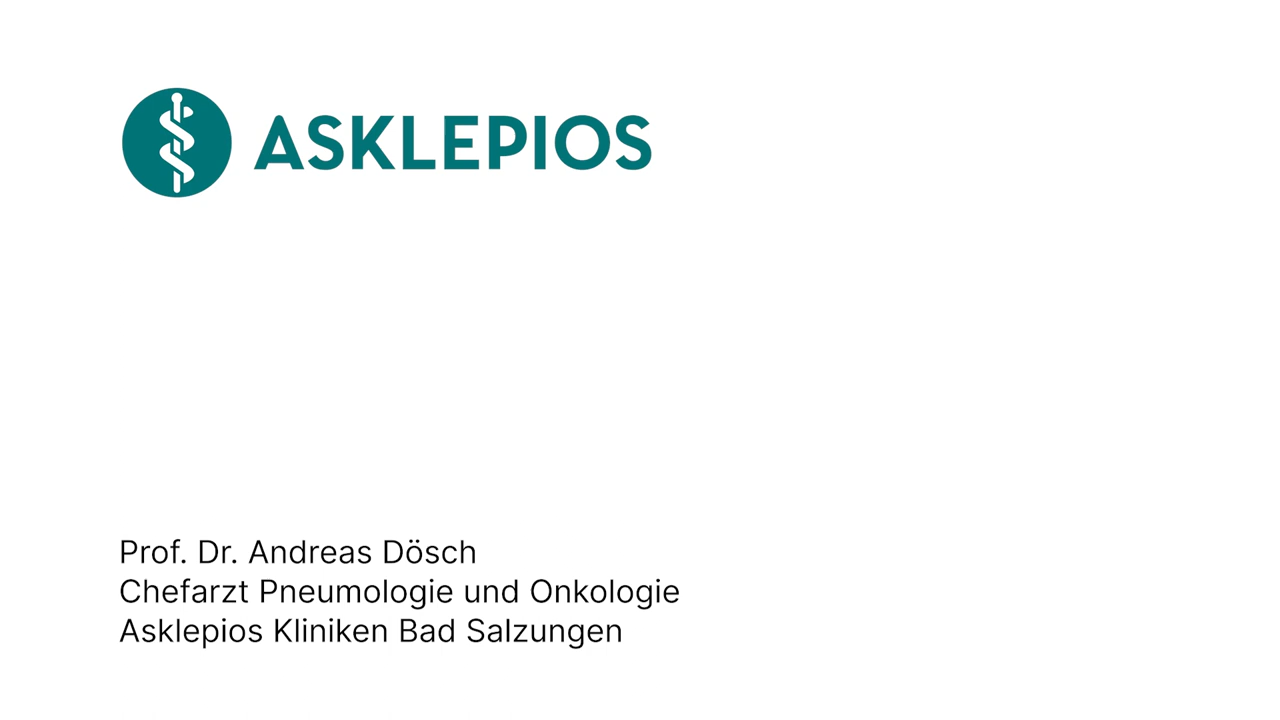 ASKLEPIOS
Prof. Dr. Andreas Dösch
Chefarzt Pneumologie und Onkologie
Asklepios Kliniken Bad Salzungen